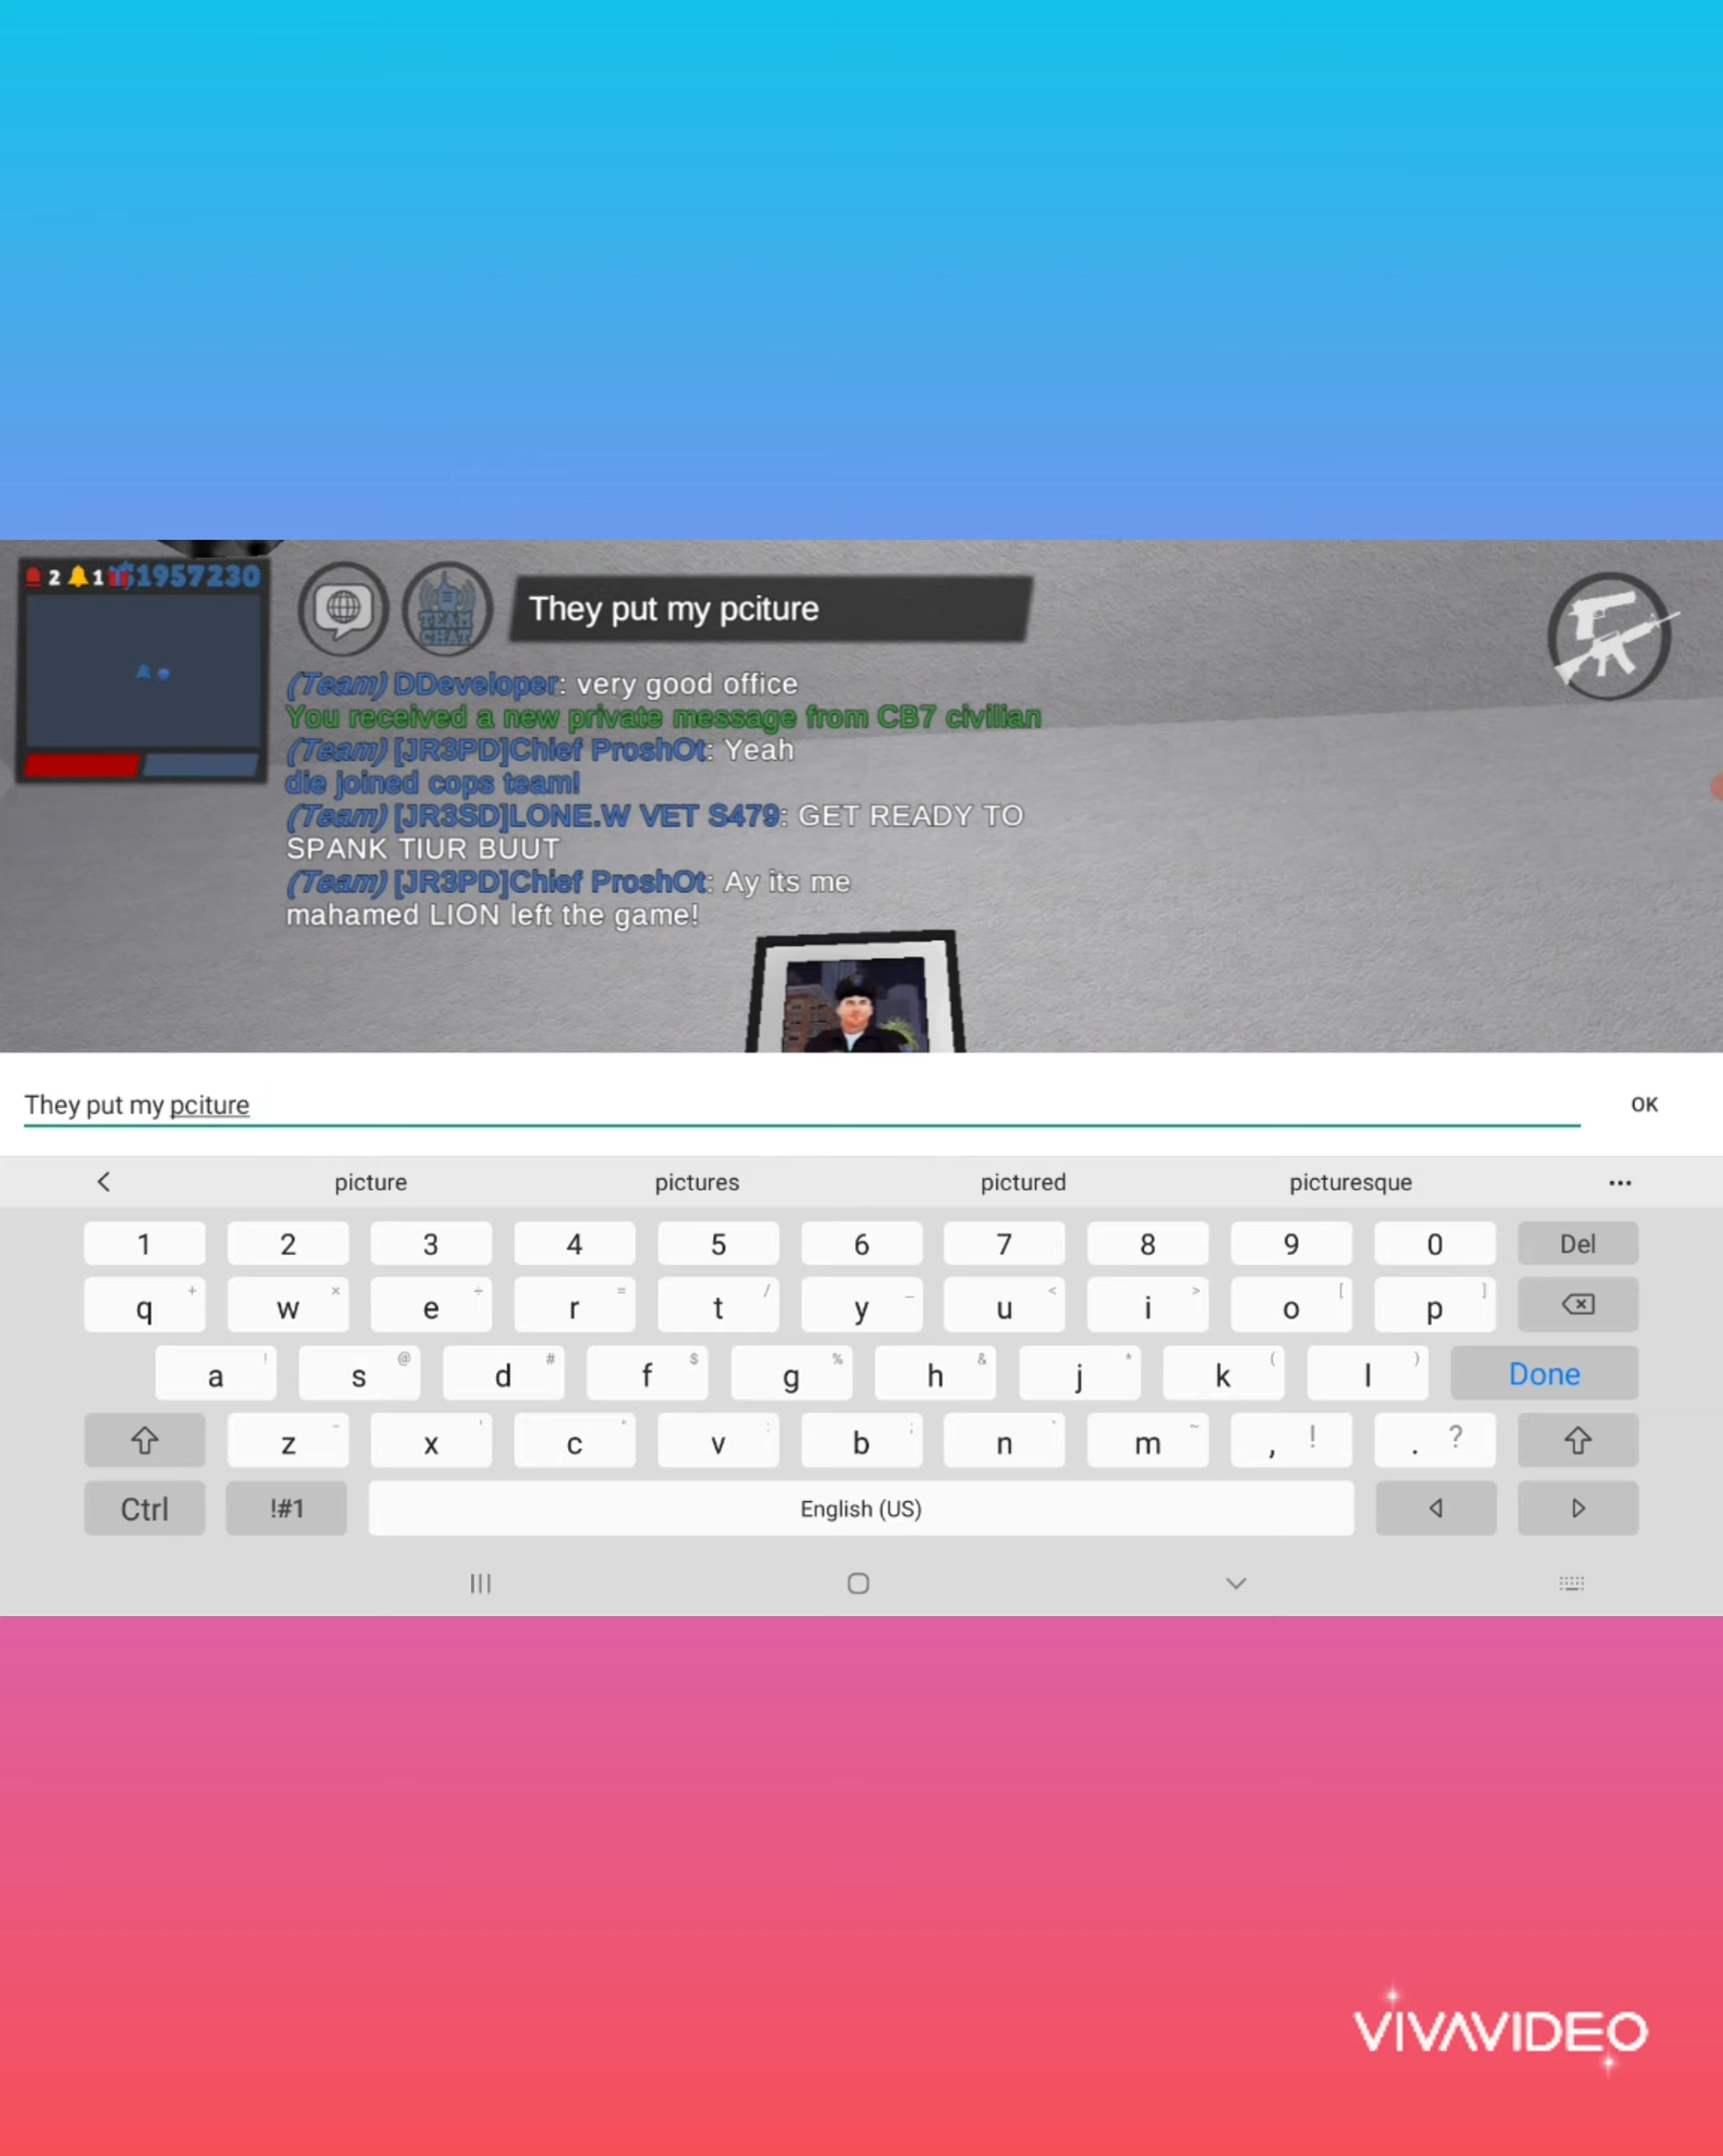 2 1 $1957230
TEAM
CHAT
They put my pciture
(Team) DDeveloper: very good office
You received a new private message from CB7 civilian
(Team) [JR3PD]Chief ProshOt: Yeah
die joined cops team!
(Team) [JR3SD]LONE.W VET S479: GET READY TO
SPANK TIUR BUUT
(Team) [JR3PD]Chief ProshOt: Ay its me
mahamed LION left the game!
They put my pciture OK
picture pictures pictured picturesque
1 2 3 4 5 6 7 8 9 0 Del
q + w × e ÷ r = t / y _ u < i > o [ p ]
a ! s @ d # f $ g % h & j * k ( l ) Done
z - x ' c " v : b ; n ` m ~ , ! . ?
Ctrl !#1 English (US)
VIVAVIDEO